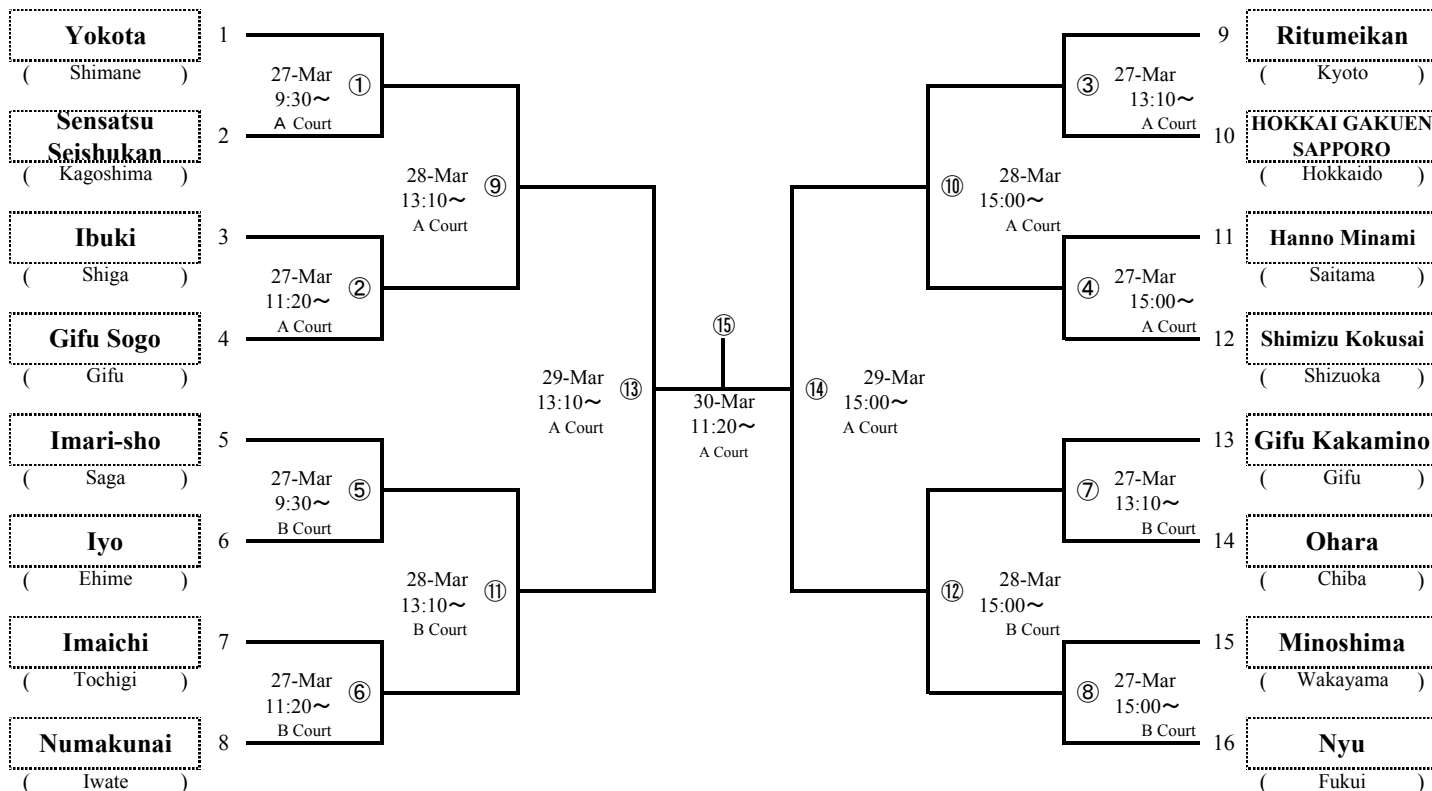 Yokota
1
( Shimane )
27-Mar
9:30～
A Court
①
Sensatsu
Seishukan
2
( Kagoshima )
28-Mar
13:10～
A Court
⑨
Ibuki
3
( Shiga )
27-Mar
11:20～
A Court
②
Gifu Sogo
4
( Gifu )
29-Mar
13:10～
A Court
⑬
Imari-sho
5
( Saga )
27-Mar
9:30～
B Court
⑤
Iyo
6
( Ehime )
28-Mar
13:10～
B Court
⑪
Imaichi
7
( Tochigi )
27-Mar
11:20～
B Court
⑥
Numakunai
8
( Iwate )
⑮
30-Mar
11:20～
A Court
9
Ritumeikan
( Kyoto )
③
27-Mar
13:10～
A Court
10
HOKKAI GAKUEN
SAPPORO
( Hokkaido )
⑩
28-Mar
15:00～
A Court
11
Hanno Minami
( Saitama )
④
27-Mar
15:00～
A Court
12
Shimizu Kokusai
( Shizuoka )
⑭
29-Mar
15:00～
A Court
13
Gifu Kakamino
( Gifu )
⑦
27-Mar
13:10～
B Court
14
Ohara
( Chiba )
⑫
28-Mar
15:00～
B Court
15
Minoshima
( Wakayama )
⑧
27-Mar
15:00～
B Court
16
Nyu
( Fukui )